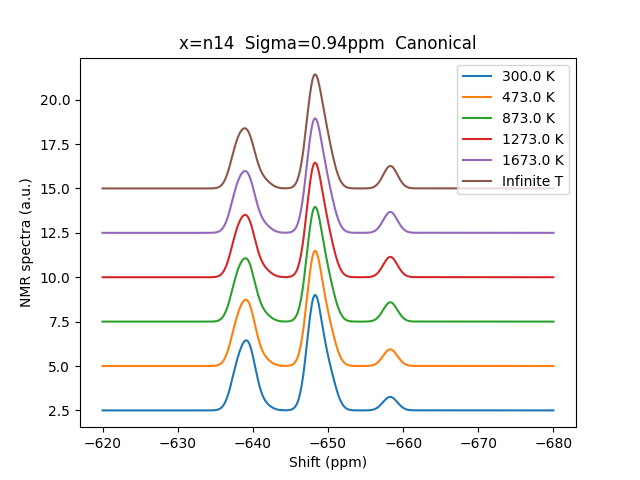 x=n14  Sigma=0.94ppm  Canonical
300.0 K
473.0 K
873.0 K
1273.0 K
1673.0 K
Infinite T
NMR spectra (a.u.)
20.0
17.5
15.0
12.5
10.0
7.5
5.0
2.5
−620 −630 −640 −650 −660 −670 −680
Shift (ppm)